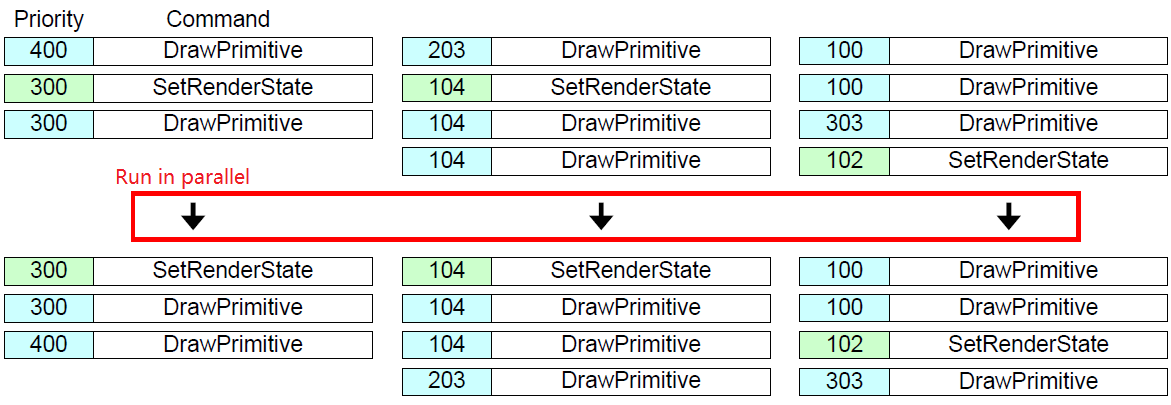 Priority Command
400 DrawPrimitive 203 DrawPrimitive 100 DrawPrimitive
300 SetRenderState 104 SetRenderState 100 DrawPrimitive
300 DrawPrimitive 104 DrawPrimitive 303 DrawPrimitive
104 DrawPrimitive 102 SetRenderState
Run in parallel
300 SetRenderState 104 SetRenderState 100 DrawPrimitive
300 DrawPrimitive 104 DrawPrimitive 100 DrawPrimitive
400 DrawPrimitive 104 DrawPrimitive 102 SetRenderState
203 DrawPrimitive 303 DrawPrimitive